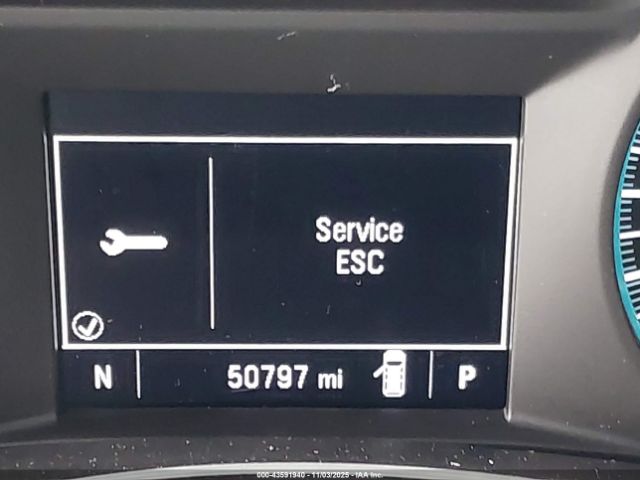 Service
ESC
N 50797 mi P
000-43591940 - 11/03/2025 - IAA Inc.